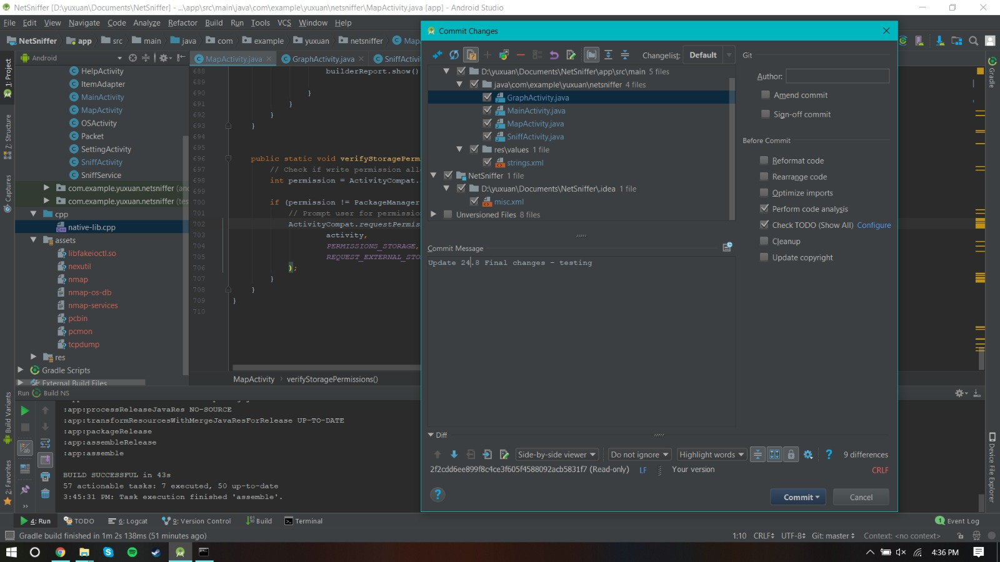 NetSniffer [D:\yuxuan\Documents\NetSniffer] - ...\app\src\main\java\com\example\yuxuan\netsniffer\MapActivity.java [app] - Android Studio
File Edit View Navigate Code Analyze Refactor Build Run Tools VCS Window Help
NetSniffer app src main java com example yuxuan netsniffer
Android
1: Project
Z: Structure
Captures
Build Variants
2: Favorites
HelpActivity
ItemAdapter
MainActivity
MapActivity
OSActivity
Packet
SettingActivity
SniffActivity
SniffService
com.example.yuxuan.netsniffer
com.example.yuxuan.netsniffer
cpp
native-lib.cpp
assets
libfakeioctl.so
nexutil
nmap
nmap-os-db
nmap-services
pcbin
pcmon
tcpdump
res
Gradle Scripts
External Build Files
MapActivity.java GraphActivity.java
688 builderReport.show()
689
690 }
691 }
692 }
693 }
694
695
696 public static void verifyStoragePerm
697 // Check if write permission all
698 int permission = ActivityCompat.
699
700 if (permission != PackageManager
701 // Prompt user for permission
702 ActivityCompat.requestPermis
703 activity,
704 PERMISSIONS_STORAGE,
705 REQUEST_EXTERNAL_STO
706 );
707 }
708 }
709 }
710
MapActivity › verifyStoragePermissions()
Run Build NS
:app:processReleaseJavaRes NO-SOURCE
:app:transformResourcesWithMergeJavaResForRelease UP-TO-DATE
:app:packageRelease
:app:assembleRelease
:app:assemble
BUILD SUCCESSFUL in 43s
57 actionable tasks: 7 executed, 50 up-to-date
3:45:31 PM: Task execution finished 'assemble'.
Commit Changes
Changelist: Default
D:\yuxuan\Documents\NetSniffer\app\src\main 5 files
java\com\example\yuxuan\netsniffer 4 files
GraphActivity.java
MainActivity.java
MapActivity.java
SniffActivity.java
res\values 1 file
strings.xml
NetSniffer 1 file
D:\yuxuan\Documents\NetSniffer\.idea 1 file
misc.xml
Unversioned Files 8 files
Commit Message
Update 24.8 Final changes - testing
Git
Author:
Amend commit
Sign-off commit
Before Commit
Reformat code
Rearrange code
Optimize imports
Perform code analysis
Check TODO (Show All) Configure
Cleanup
Update copyright
Diff
Side-by-side viewer Do not ignore Highlight words ? 9 differences
2f2cdd6ee899f8c4ce3f605f4588092acb5831f7 (Read-only) LF Your version CRLF
? Commit Cancel
Gradle
Device File Explorer
4: Run TODO 6: Logcat 9: Version Control Build Terminal 1 Event Log
Gradle build finished in 1m 2s 138ms (51 minutes ago) 1:10 CRLF UTF-8 Git: master Context: <no context>
4:36 PM